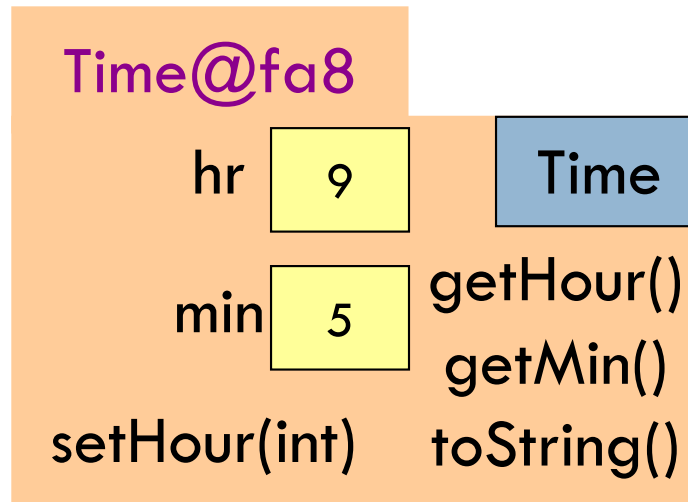 Time@fa8
hr 9 Time
min 5 getHour()
getMin()
setHour(int) toString()